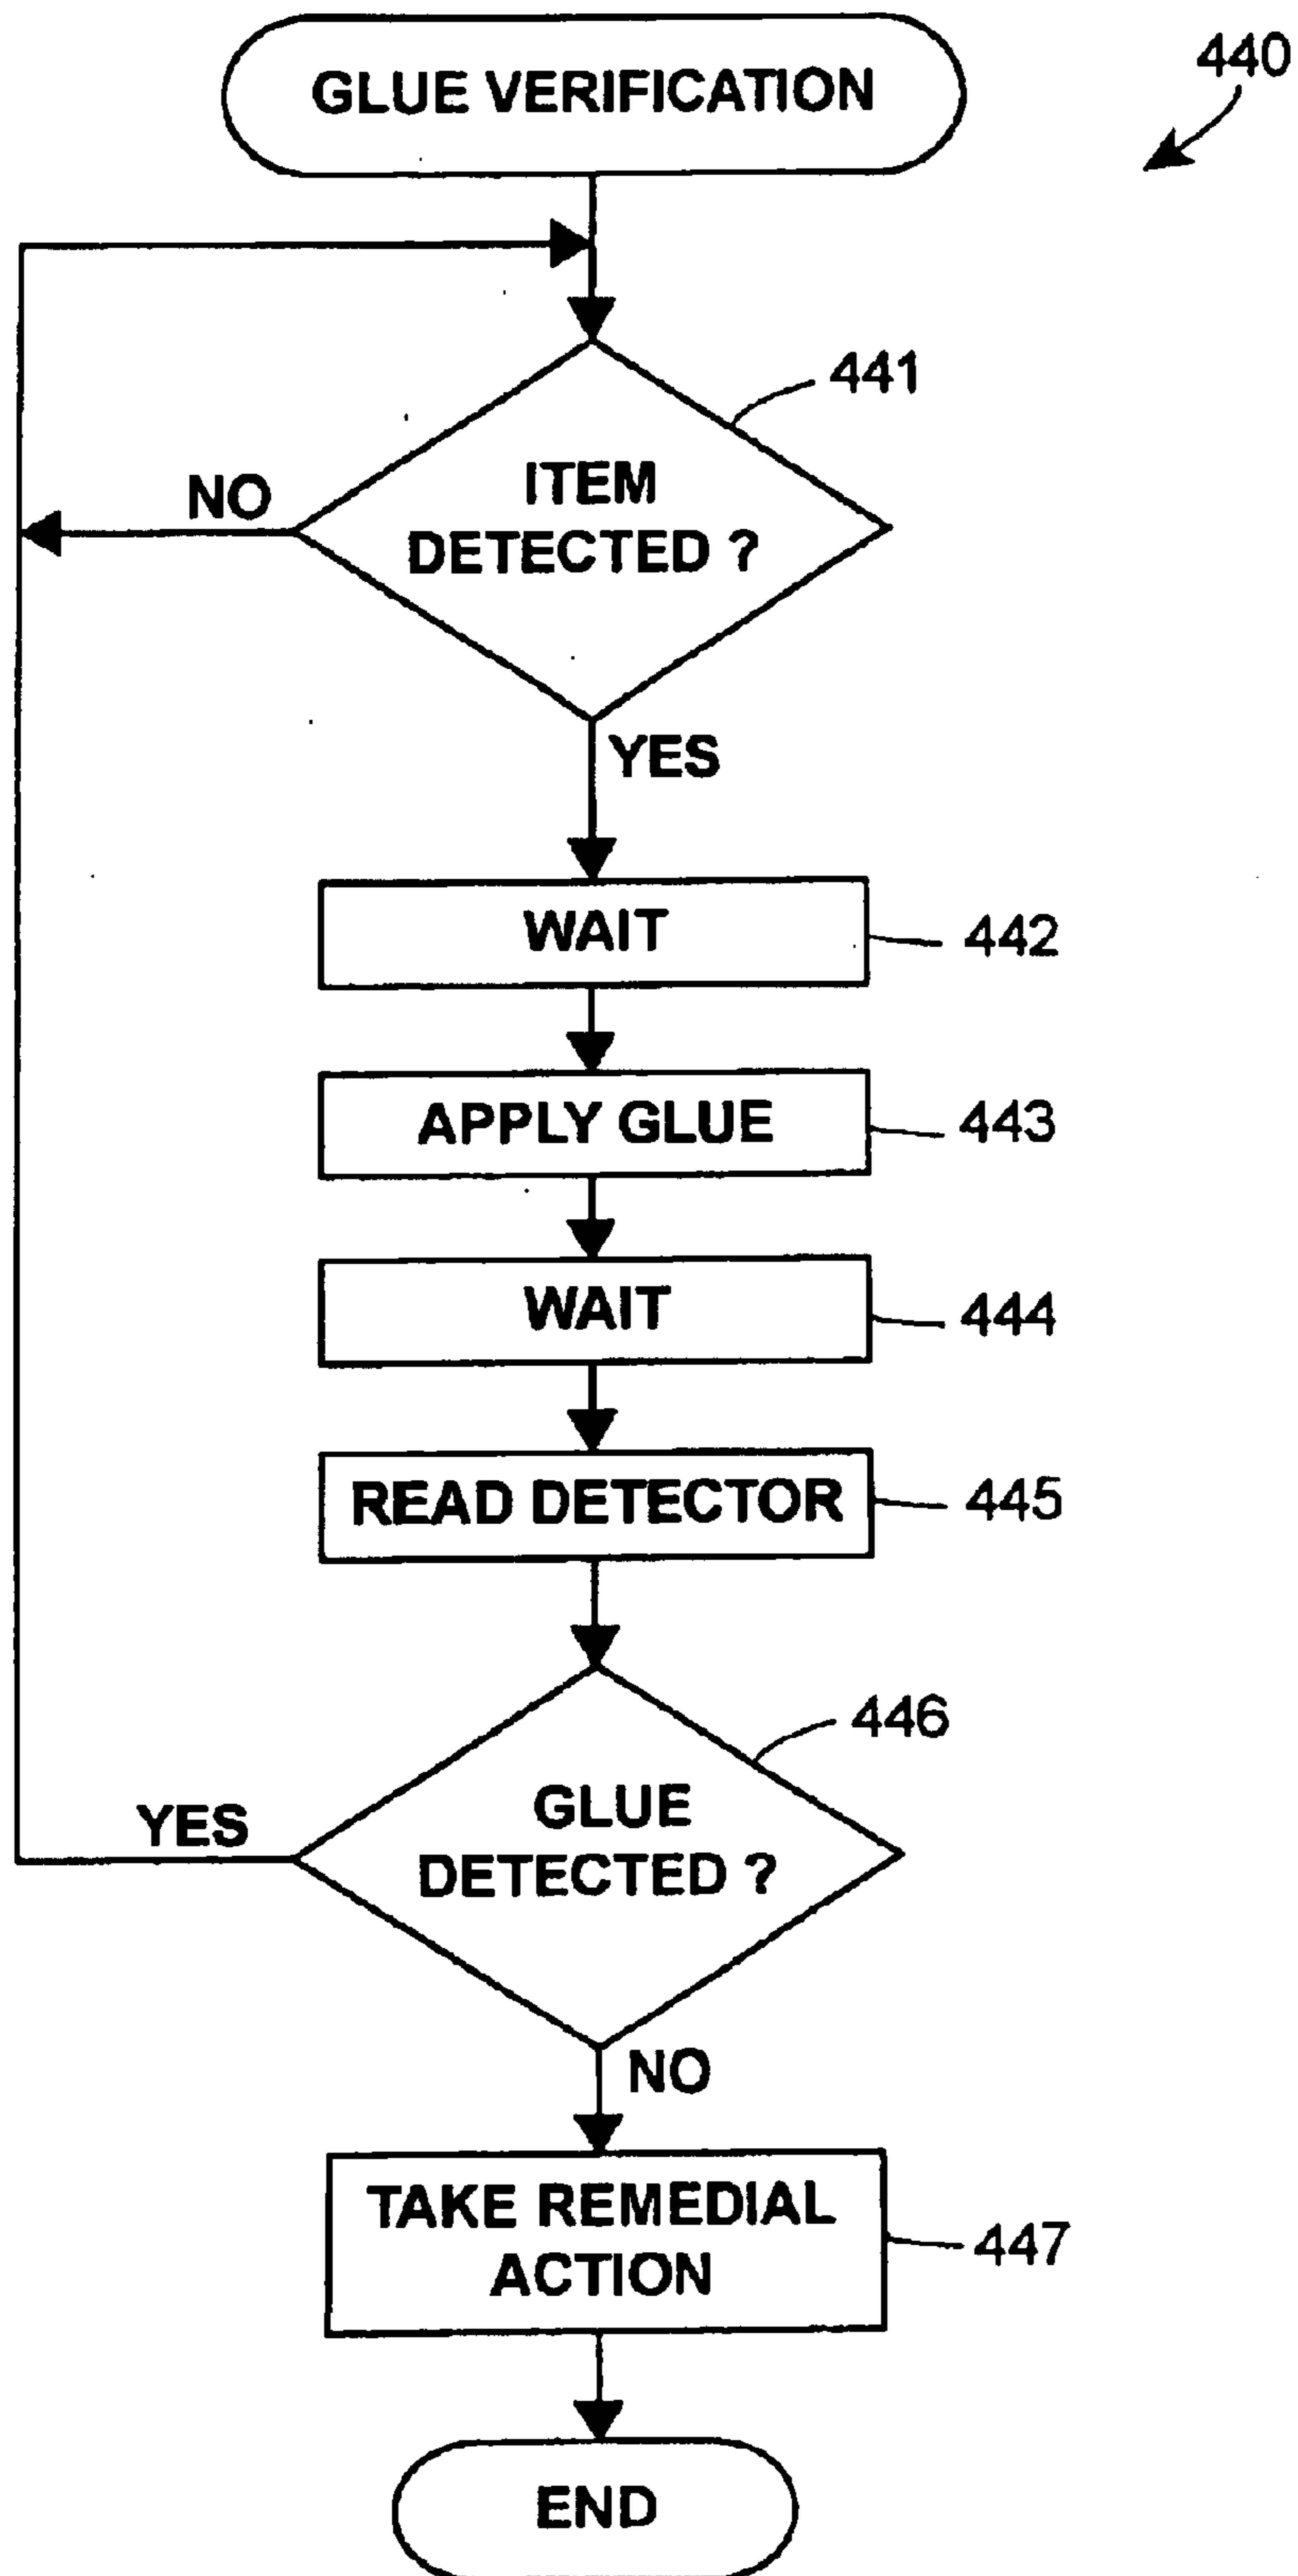 GLUE VERIFICATION
440
441
ITEM
DETECTED ?
NO
YES
WAIT
442
APPLY GLUE
443
WAIT
444
READ DETECTOR
445
446
GLUE
DETECTED ?
YES
NO
TAKE REMEDIAL
ACTION
447
END